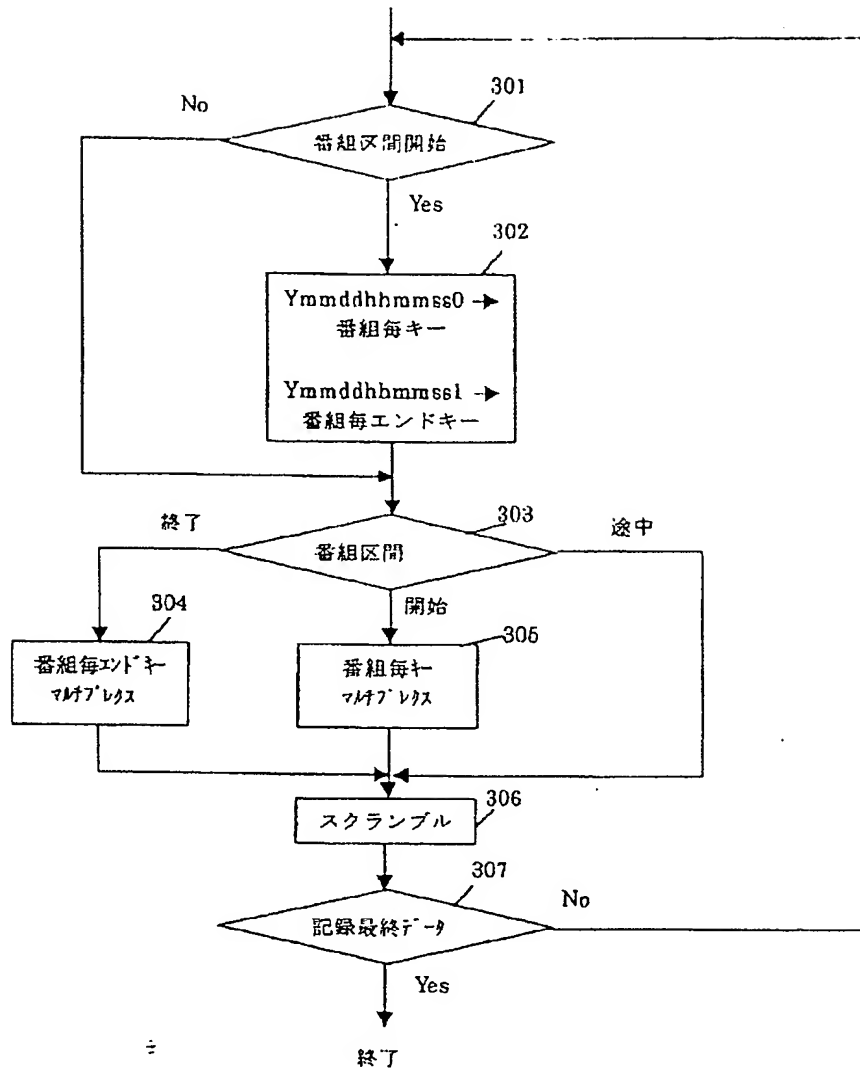 301
No
番組区間開始
Yes
302
Ymmddhhmmss0→
番組毎キー
Ymmddhhmmss1→
番組毎エンドキー
303
終了
途中
番組区間
開始
304
305
番組毎エンドキー
マルチプレクス
番組毎キー
マルチプレクス
306
スクランブル
307
記録最終データ
No
Yes
終了